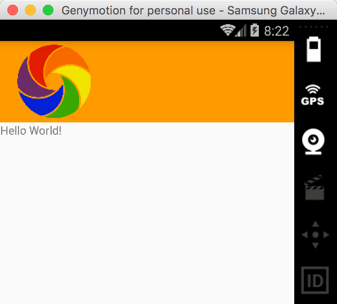 Genymotion for personal use - Samsung Galaxy...
8:22
GPS
Hello World!
ID